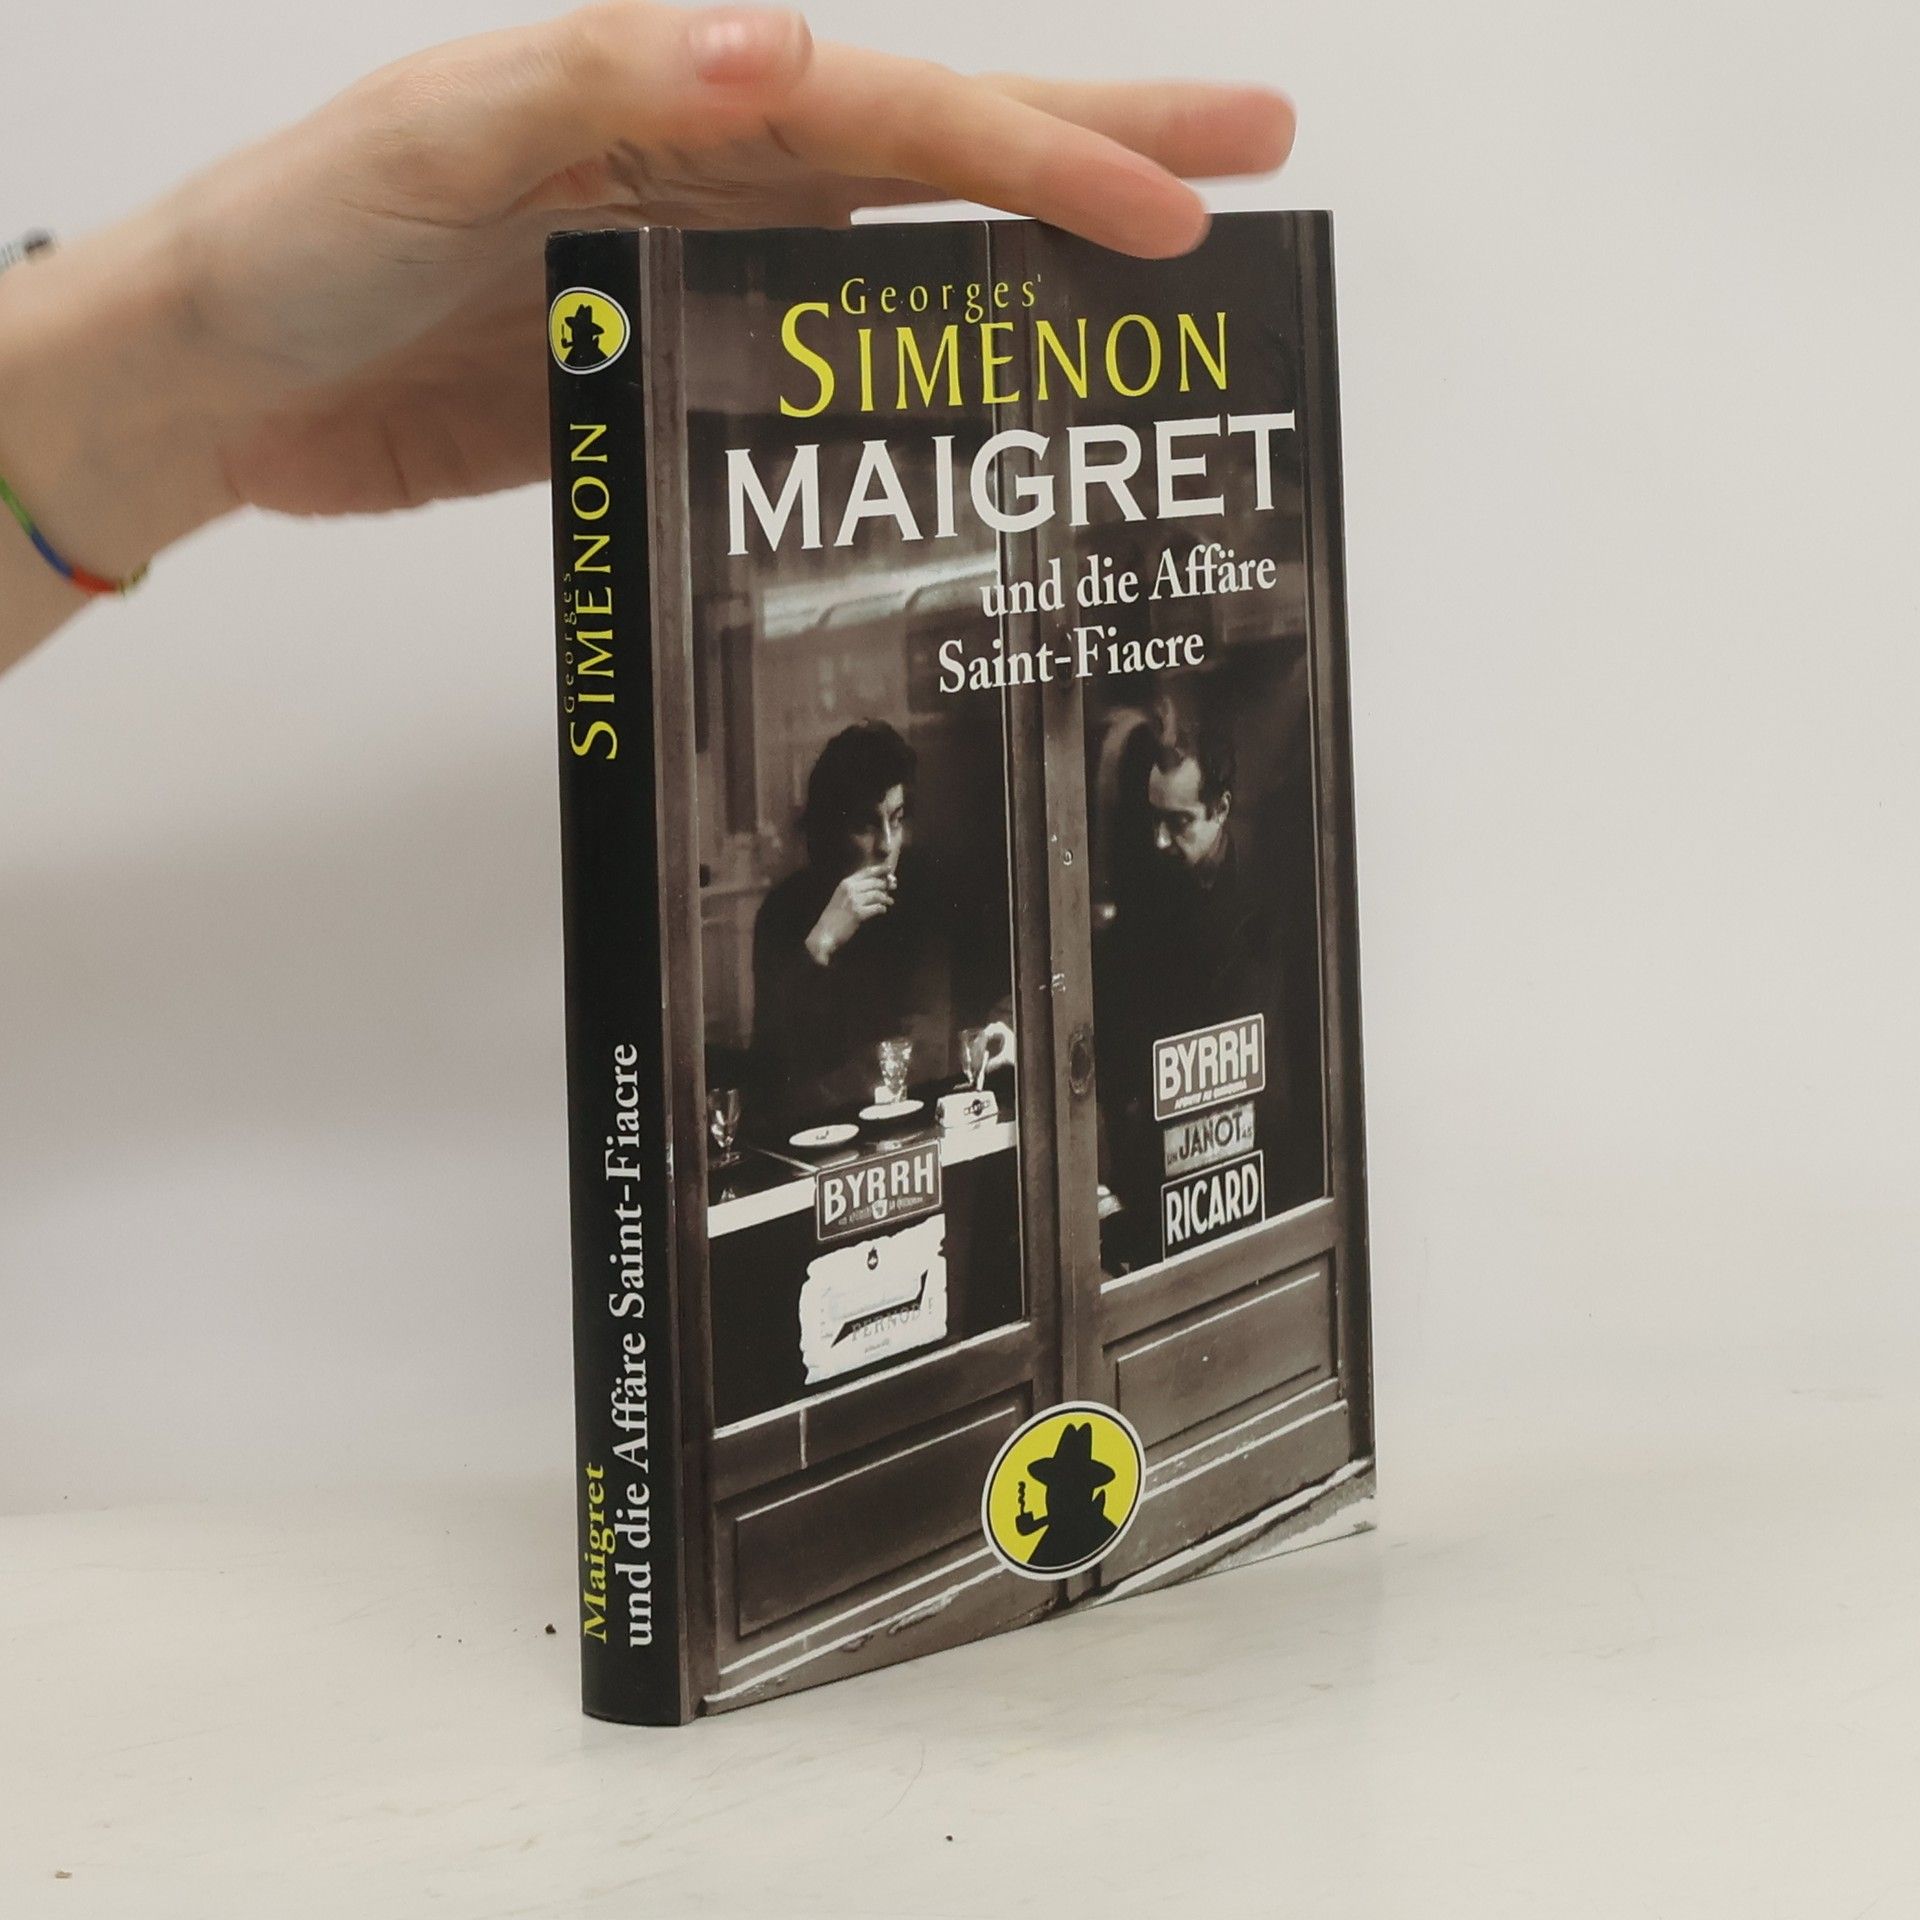 Georges
SIMENON
MAIGRET
und die Affäre
Saint-Fiacre
BYRRH
JANOT
RICARD
BYRRH
PERNOD
Georges
SIMENON
Maigret
und die Affäre Saint-Fiacre